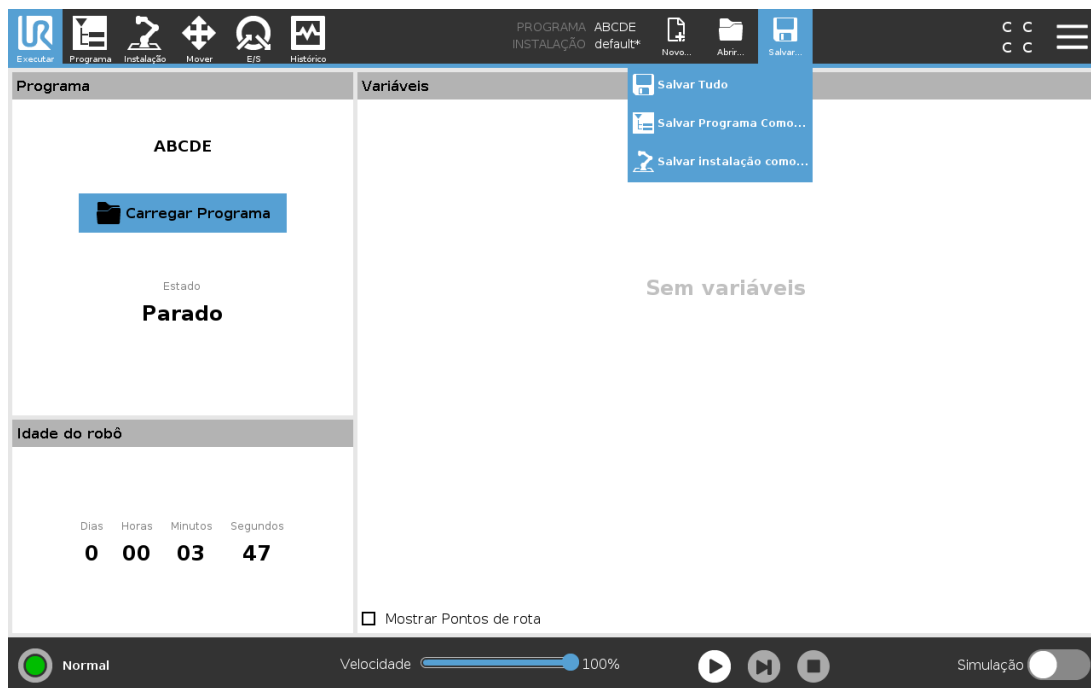 PROGRAMA ABCDE
INSTALAÇÃO default*
C C
C C
Executar Programa Instalação Mover E/S Histórico Novo... Abrir... Salvar...
Programa
Variáveis
Salvar Tudo
Salvar Programa Como...
Salvar instalação como...
ABCDE
Carregar Programa
Estado
Parado
Sem variáveis
Idade do robô
Dias Horas Minutos Segundos
0 00 03 47
Mostrar Pontos de rota
Normal
Velocidade 100%
Simulação